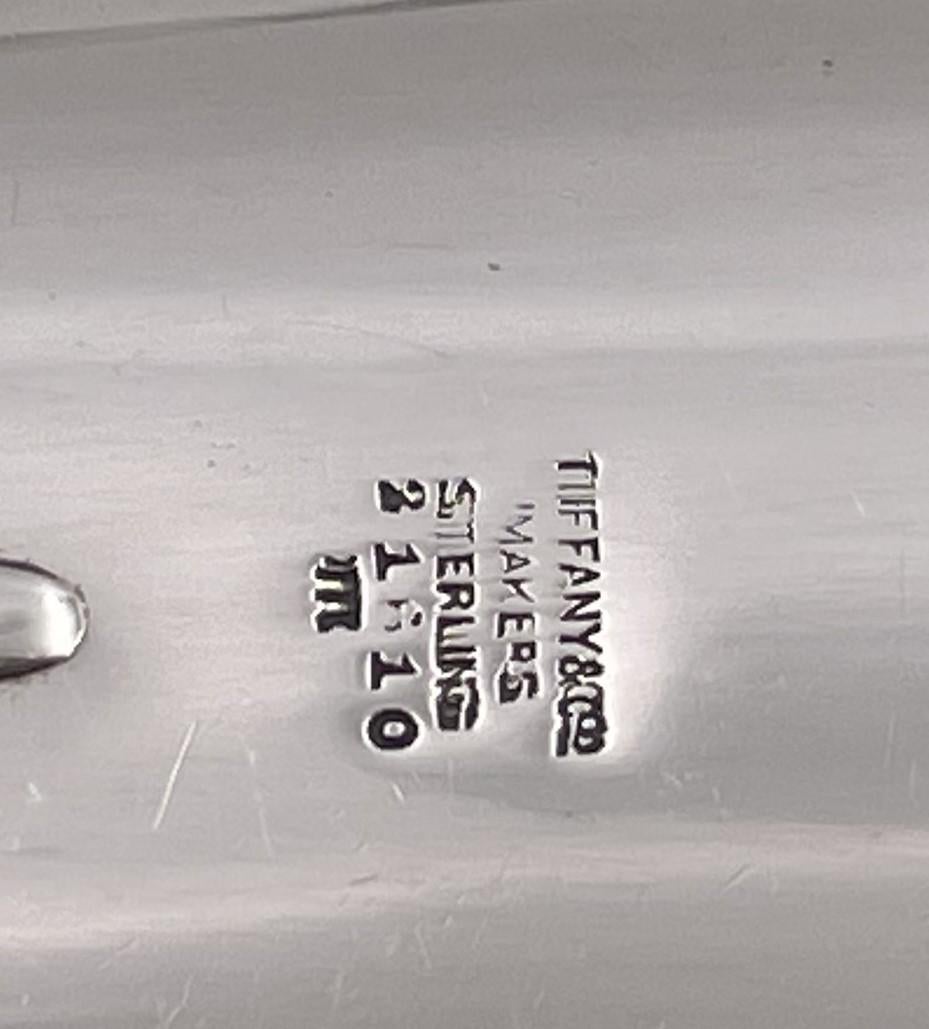 TIFFANY & CO
MAKERS
STERLING
m